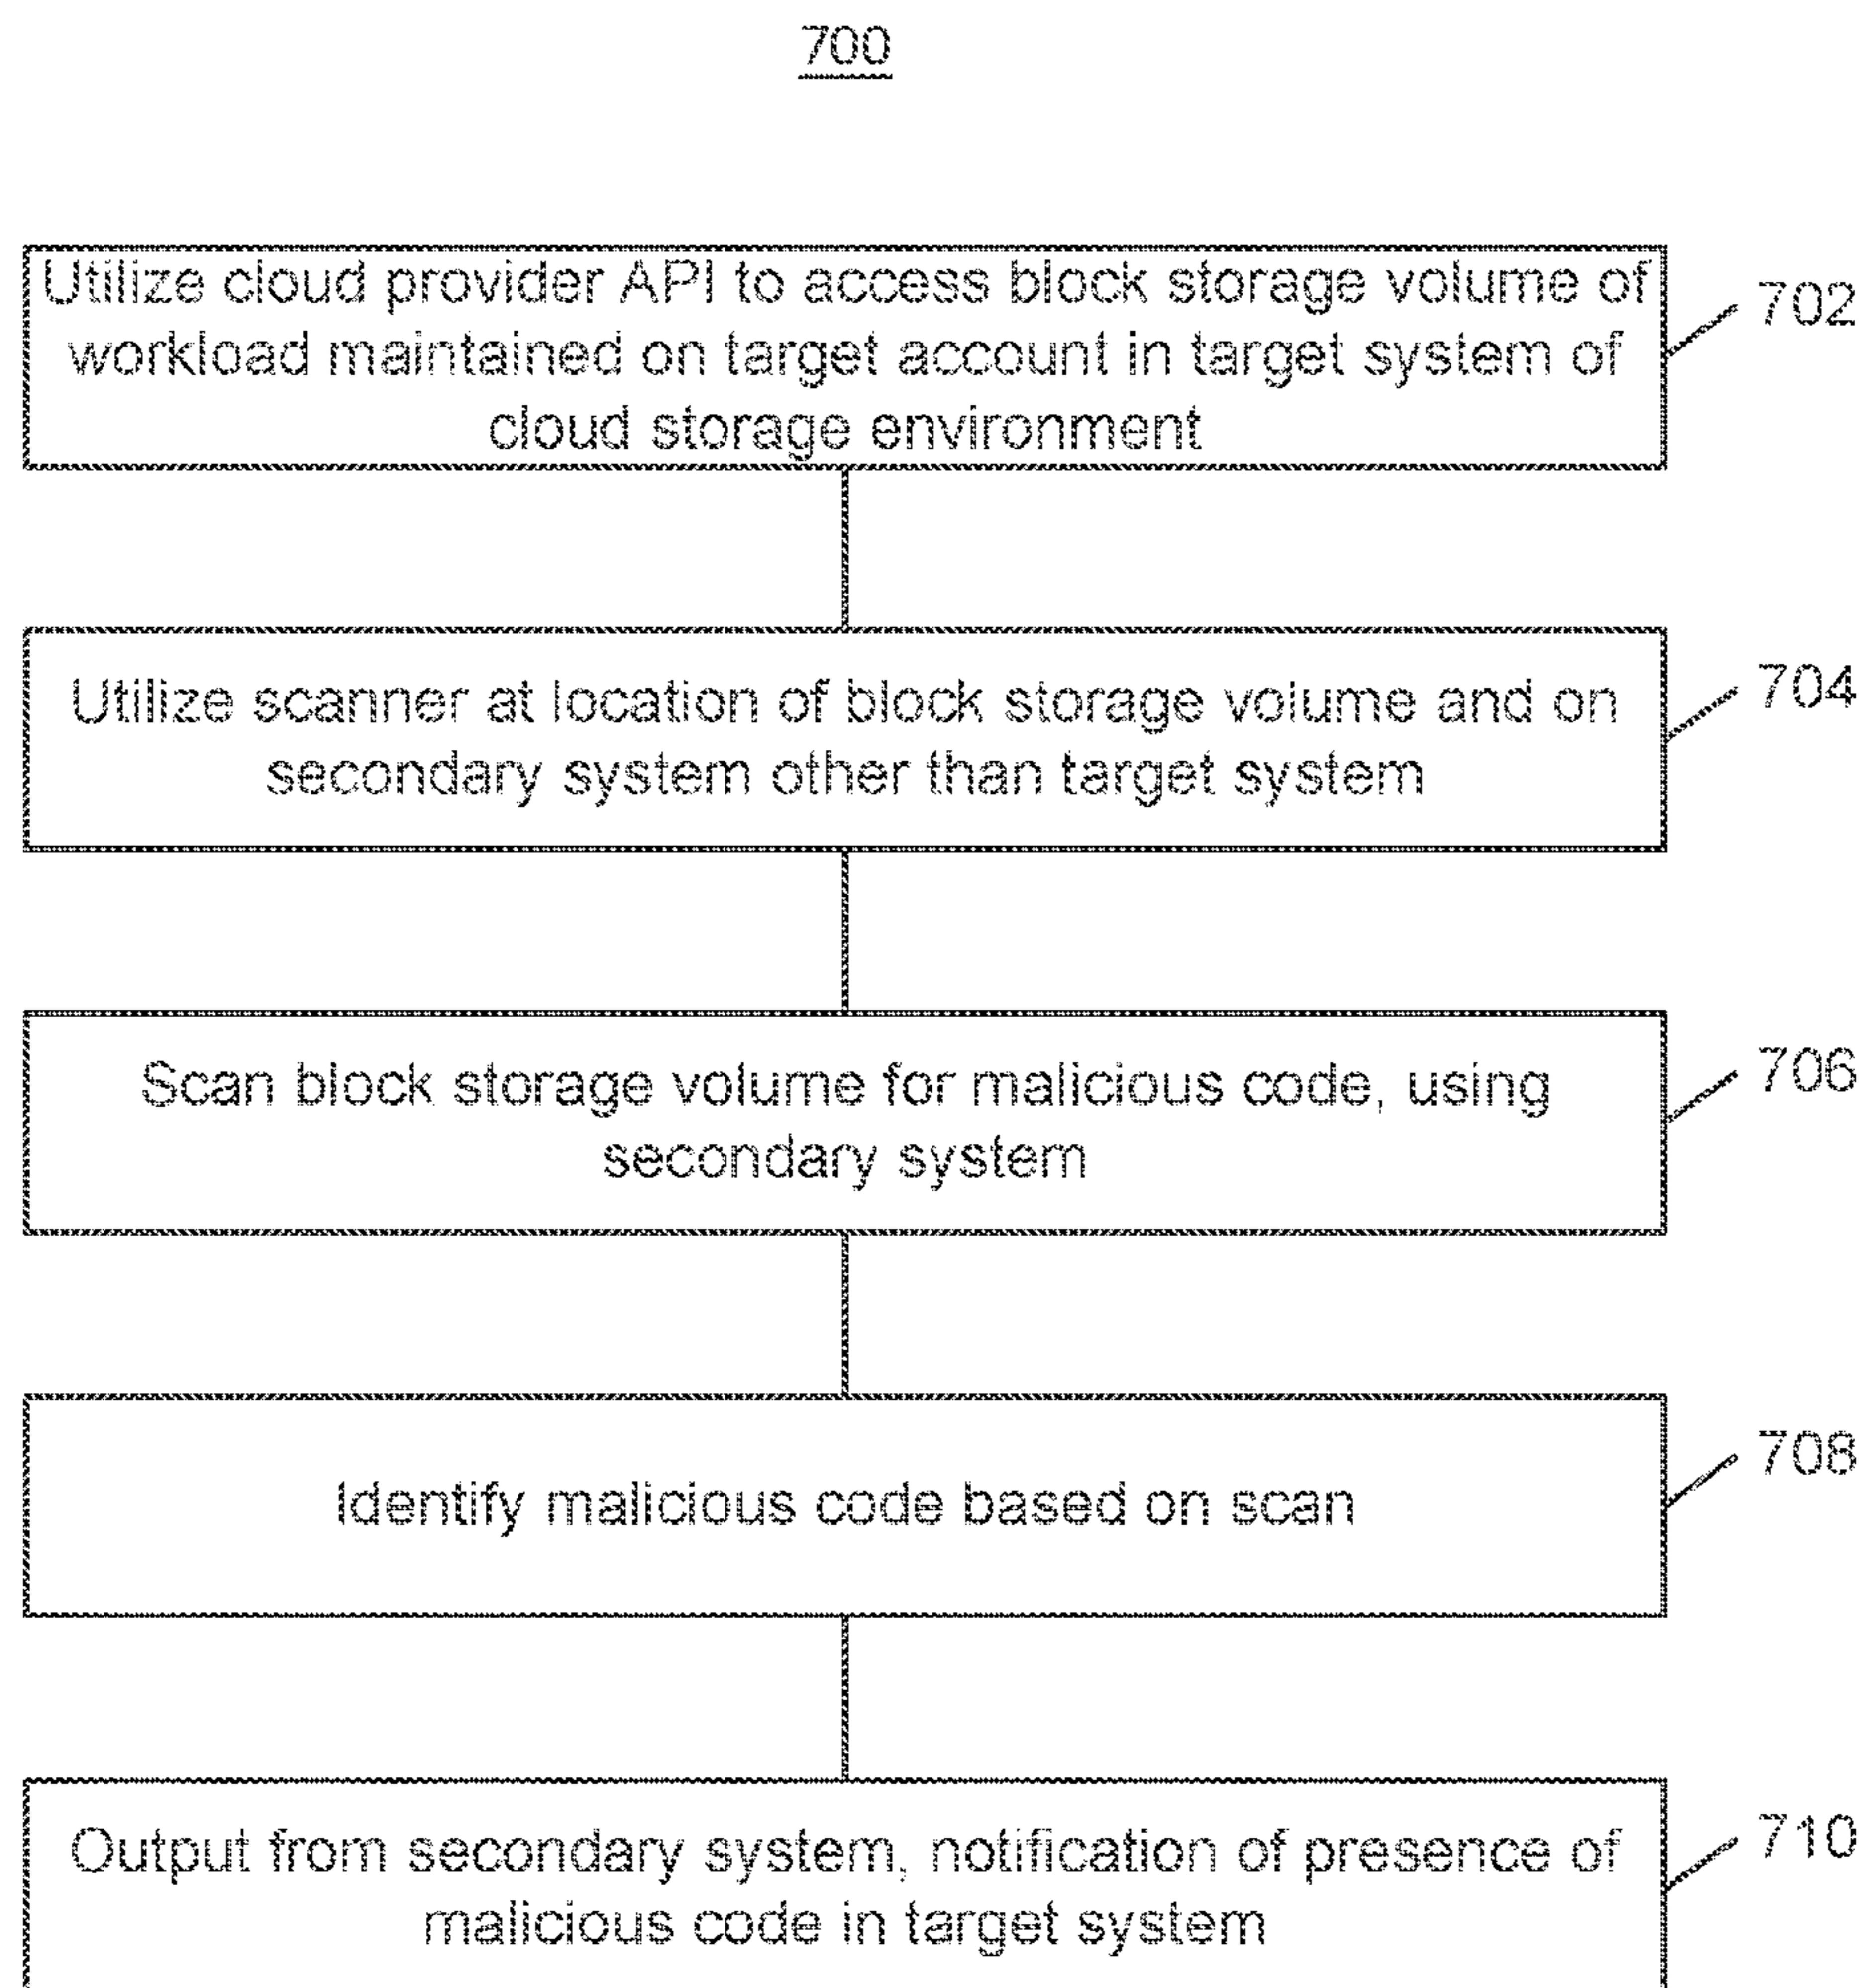 700
Utilize cloud provider API to access block storage volume of
workload maintained on target account in target system of
cloud storage environment
702
Utilize scanner at location of block storage volume and on
secondary system other than target system
704
Scan block storage volume for malicious code, using
secondary system
706
Identify malicious code based on scan
708
Output from secondary system, notification of presence of
malicious code in target system
710